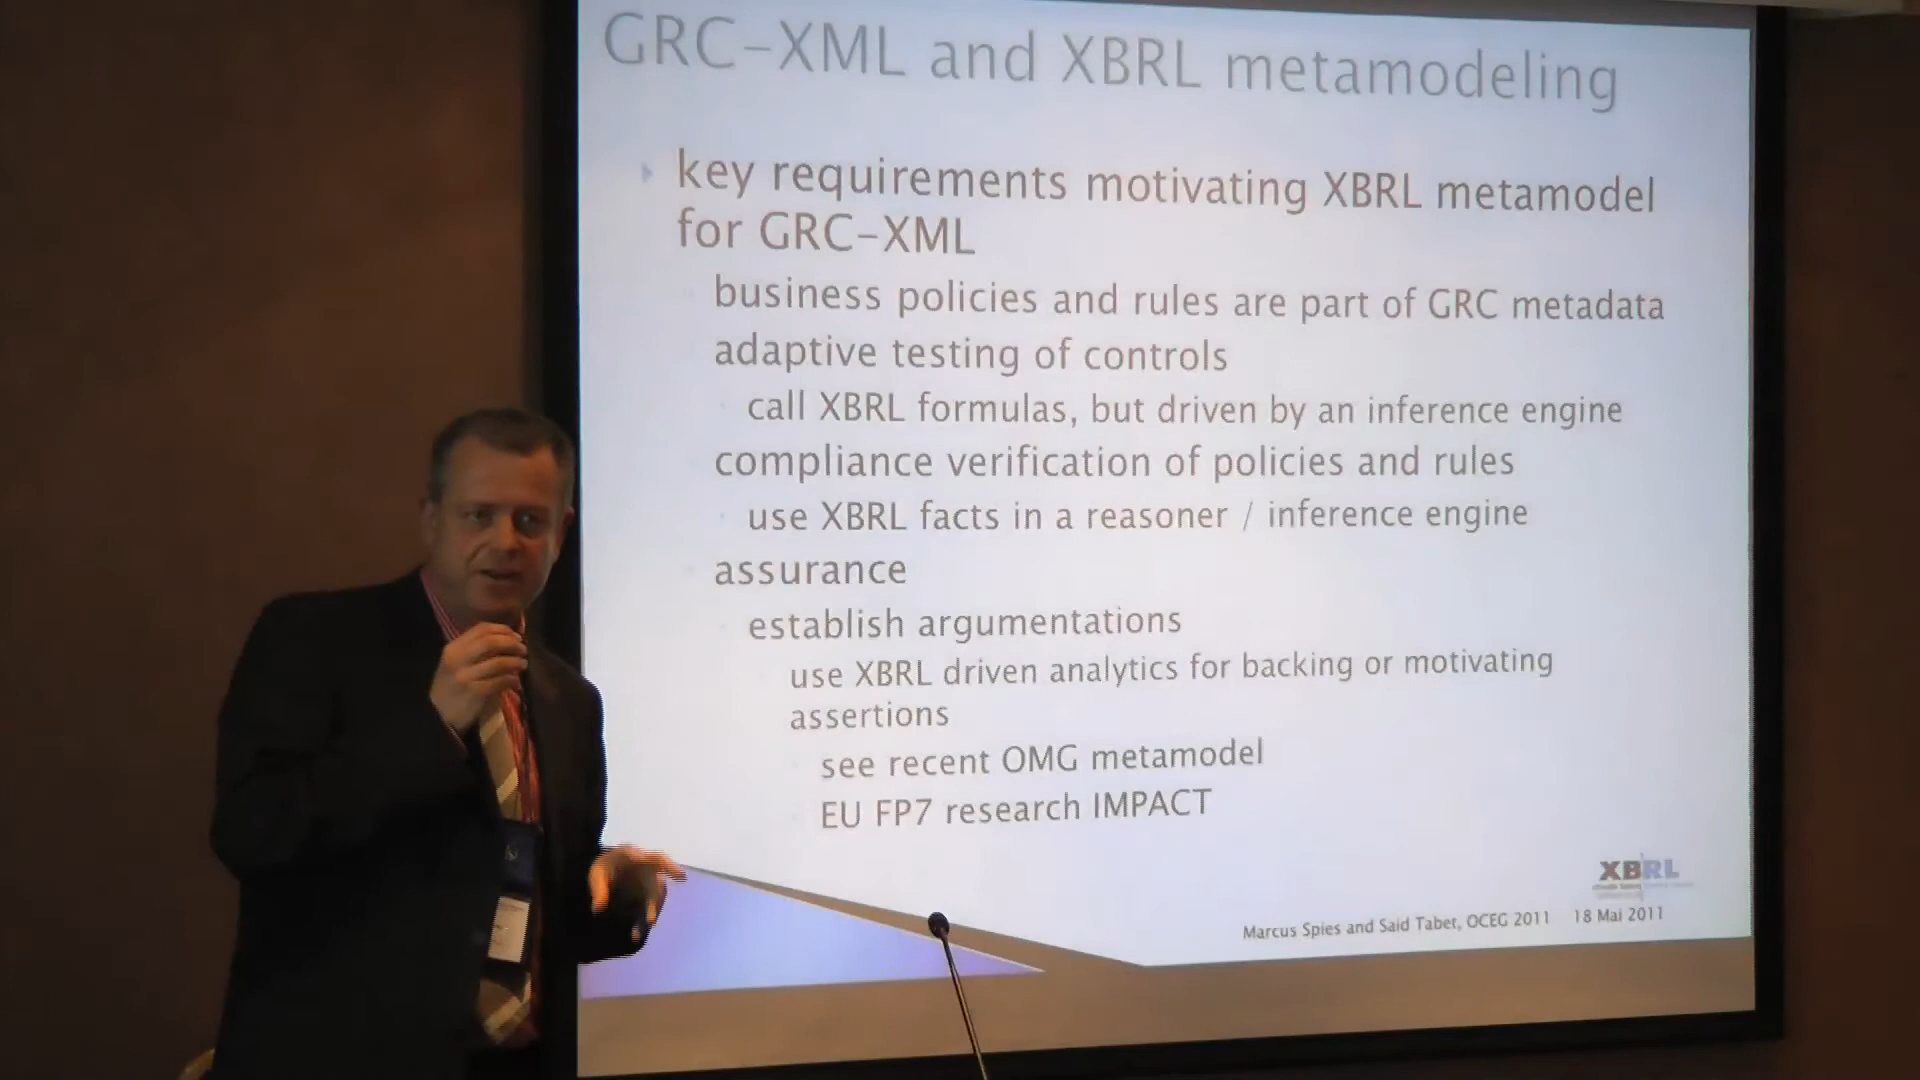 GRC-XML and XBRL metamodeling
key requirements motivating XBRL metamodel
for GRC-XML
business policies and rules are part of GRC metadata
adaptive testing of controls
call XBRL formulas, but driven by an inference engine
compliance verification of policies and rules
use XBRL facts in a reasoner / inference engine
assurance
establish argumentations
use XBRL driven analytics for backing or motivating
assertions
see recent OMG metamodel
EU FP7 research IMPACT
XBRL
Marcus Spies and Said Tabet, OCEG 2011 18 Mai 2011